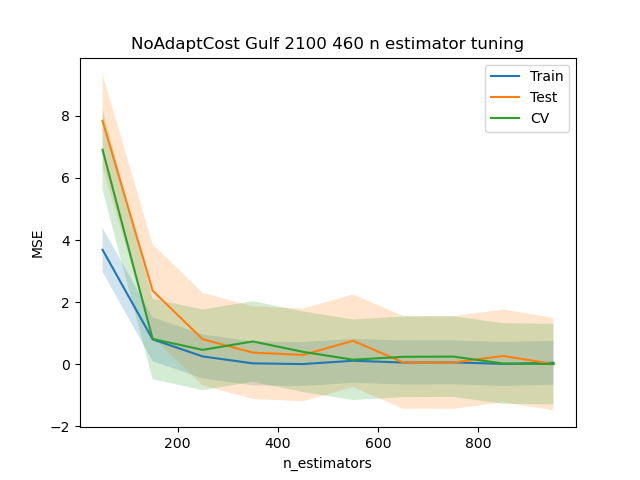 NoAdaptCost Gulf 2100 460 n estimator tuning
Train
Test
CV
MSE
8
6
4
2
0
−2
200 400 600 800
n_estimators